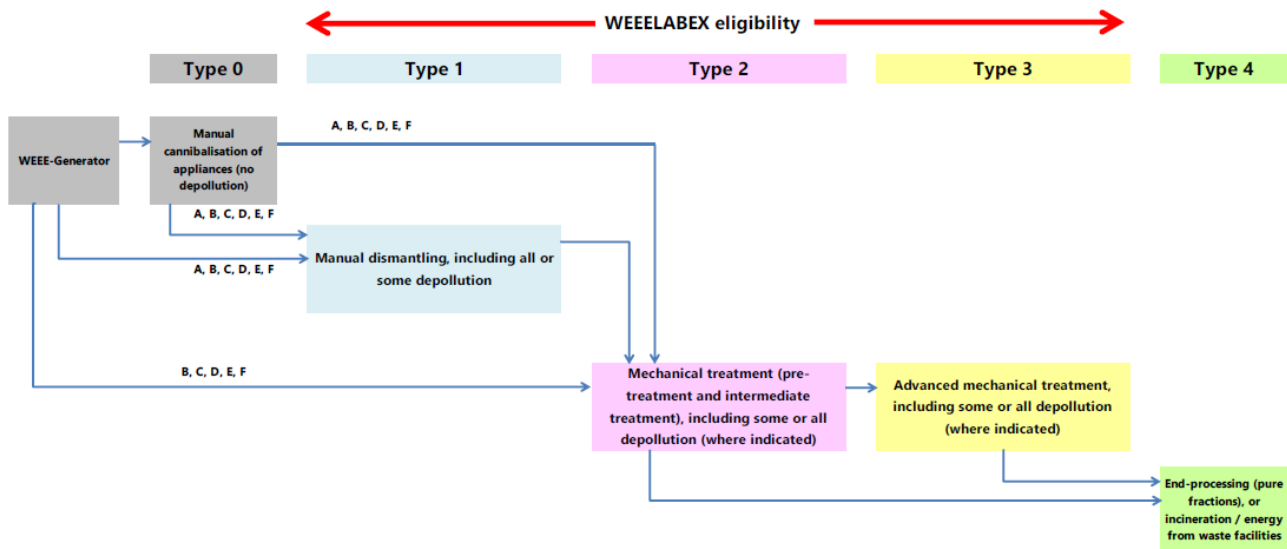 WEEELABEX eligibility
Type 0
Type 1
Type 2
Type 3
Type 4
WEEE-Generator
Manual
cannibalisation of
appliances (no
depollution)
A, B, C, D, E, F
A, B, C, D, E, F
A, B, C, D, E, F
Manual dismantling, including all or
some depollution
B, C, D, E, F
Mechanical treatment (pre-
treatment and intermediate
treatment), including some or all
depollution (where indicated)
Advanced mechanical treatment,
including some or all depollution
(where indicated)
End-processing (pure
fractions), or
incineration / energy
from waste facilities